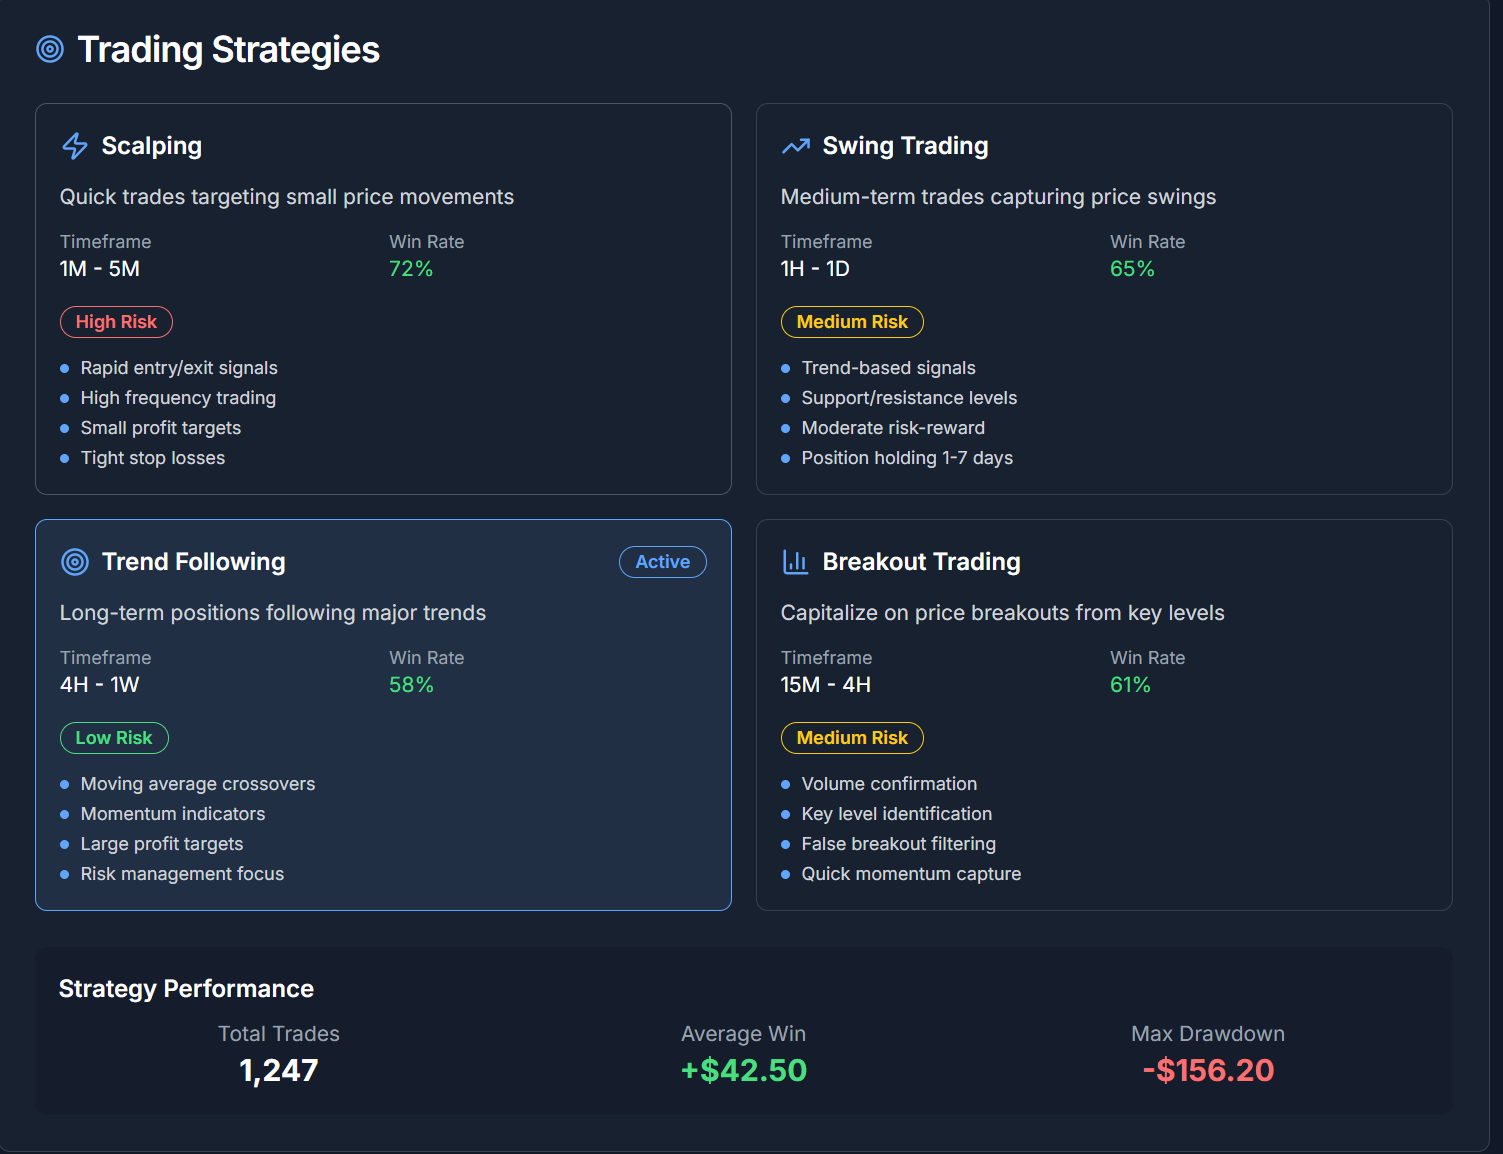 Trading Strategies
Scalping
Quick trades targeting small price movements
Timeframe
Win Rate
1M - 5M
72%
High Risk
Rapid entry/exit signals
High frequency trading
Small profit targets
Tight stop losses
Swing Trading
Medium-term trades capturing price swings
Timeframe
Win Rate
1H - 1D
65%
Medium Risk
Trend-based signals
Support/resistance levels
Moderate risk-reward
Position holding 1-7 days
Trend Following
Active
Long-term positions following major trends
Timeframe
Win Rate
4H - 1W
58%
Low Risk
Moving average crossovers
Momentum indicators
Large profit targets
Risk management focus
Breakout Trading
Capitalize on price breakouts from key levels
Timeframe
Win Rate
15M - 4H
61%
Medium Risk
Volume confirmation
Key level identification
False breakout filtering
Quick momentum capture
Strategy Performance
Total Trades
1,247
Average Win
+$42.50
Max Drawdown
-$156.20